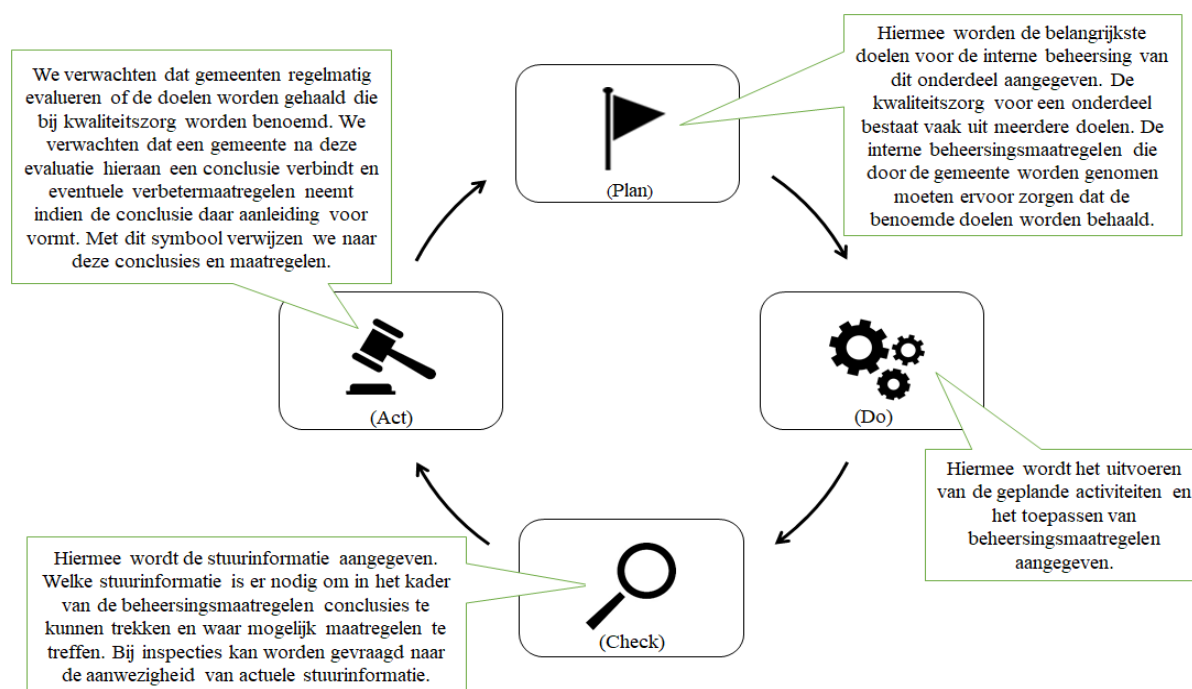 We verwachten dat gemeenten regelmatig
evalueren of de doelen worden gehaald die
bij kwaliteitszorg worden benoemd. We
verwachten dat een gemeente na deze
evaluatie hieraan een conclusie verbindt en
eventuele verbetermaatregelen neemt
indien de conclusie daar aanleiding voor
vormt. Met dit symbool verwijzen we naar
deze conclusies en maatregelen.
(Plan)
Hiermee worden de belangrijkste
doelen voor de interne beheersing van
dit onderdeel aangegeven. De
kwaliteitszorg voor een onderdeel
bestaat vaak uit meerdere doelen. De
interne beheersingsmaatregelen die
door de gemeente worden genomen
moeten ervoor zorgen dat de
benoemde doelen worden behaald.
(Act)
(Do)
Hiermee wordt het uitvoeren
van de geplande activiteiten en
het toepassen van
beheersingsmaatregelen
aangegeven.
Hiermee wordt de stuurinformatie aangegeven.
Welke stuurinformatie is er nodig om in het kader
van de beheersingsmaatregelen conclusies te
kunnen trekken en waar mogelijk maatregelen te
treffen. Bij inspecties kan worden gevraagd naar
de aanwezigheid van actuele stuurinformatie.
(Check)